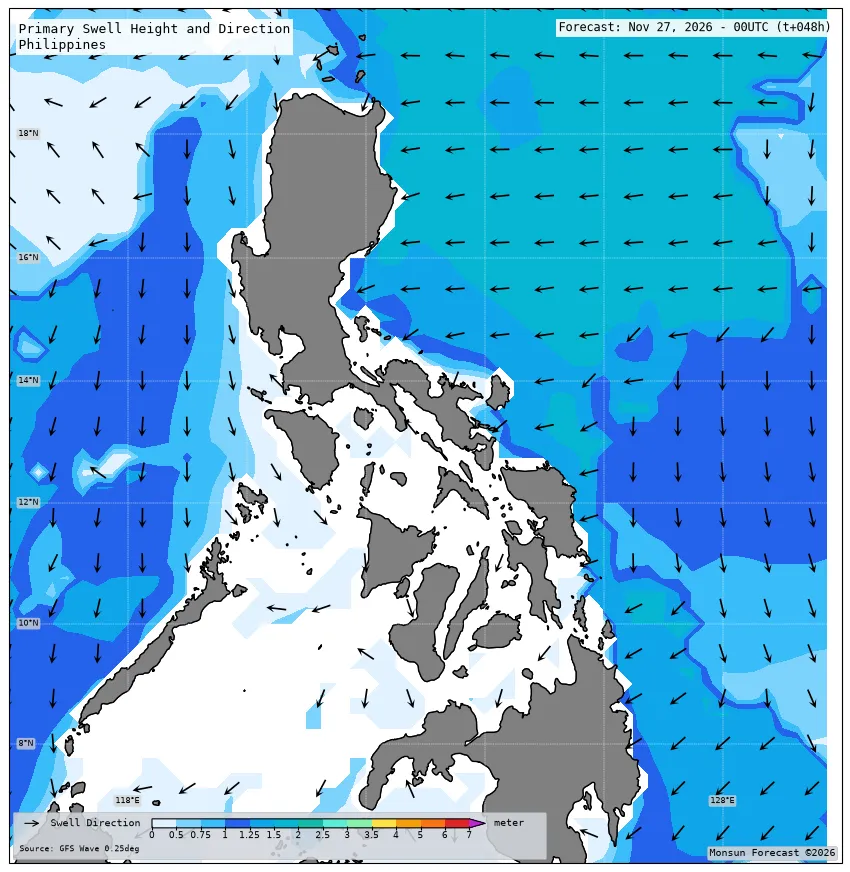 Primary Swell Height and Direction
Philippines
Forecast: Nov 27, 2026 - 00UTC (t+048h)
18°N
16°N
14°N
12°N
10°N
8°N
118°E
128°E
Swell Direction
0 0.5 0.75 1 1.25 1.5 2 2.5 3 3.5 4 5 6 7
meter
Source: GFS Wave 0.25deg
Monsun Forecast ©2026